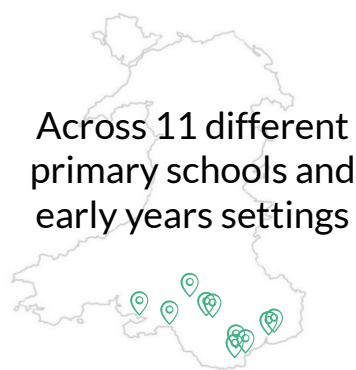 Across 11 different
primary schools and
early years settings